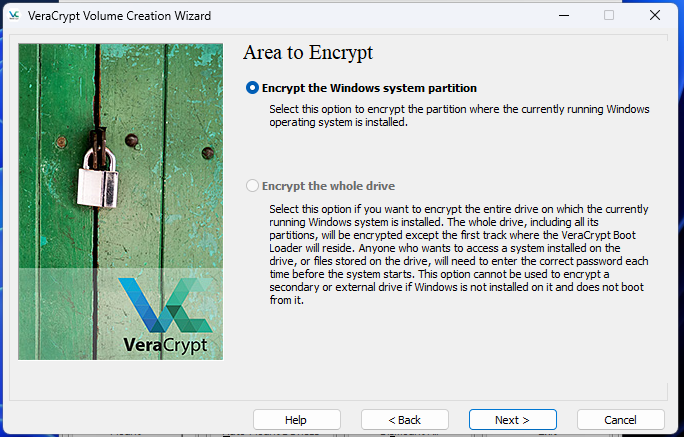 VeraCrypt Volume Creation Wizard
Area to Encrypt
Encrypt the Windows system partition
Select this option to encrypt the partition where the currently running Windows
operating system is installed.
Encrypt the whole drive
Select this option if you want to encrypt the entire drive on which the currently
running Windows system is installed. The whole drive, including all its
partitions, will be encrypted except the first track where the VeraCrypt Boot
Loader will reside. Anyone who wants to access a system installed on the
drive, or files stored on the drive, will need to enter the correct password each
time before the system starts. This option cannot be used to encrypt a
secondary or external drive if Windows is not installed on it and does not boot
from it.
VeraCrypt
Help
< Back
Next >
Cancel